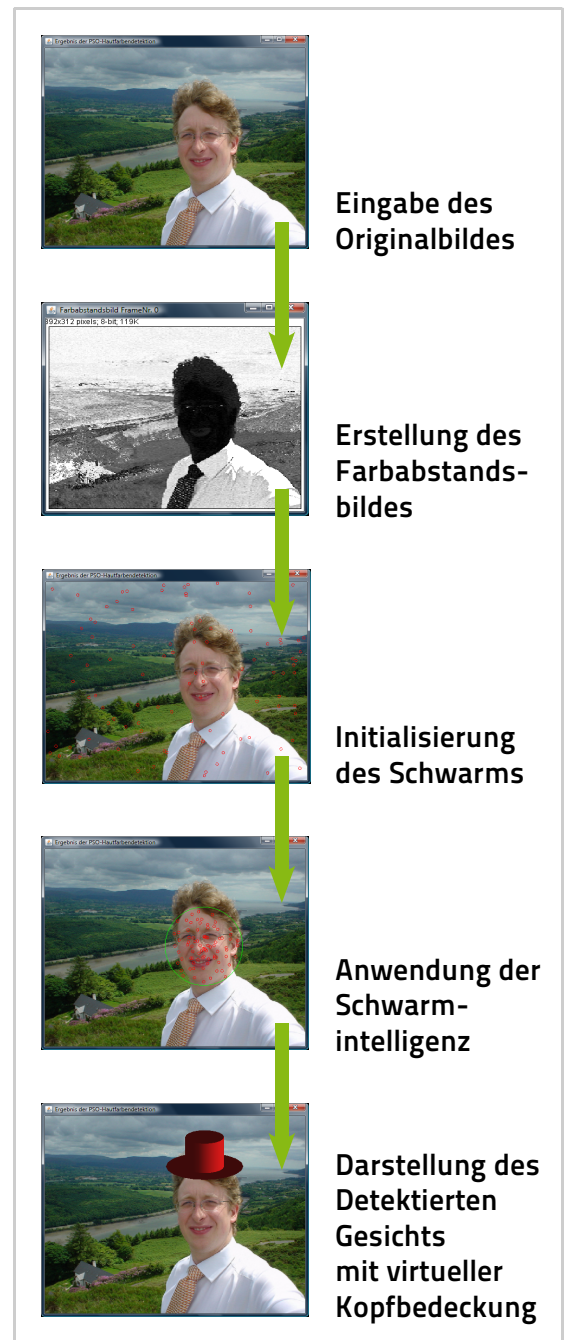 Ergebnis der PSO-Hautfarbendetektion
Eingabe des
Originalbildes
Farbabstandsbild FrameNr. 0
392x312 pixels; 8-bit; 119K
Erstellung des
Farbabstands-
bildes
Ergebnis der PSO-Hautfarbendetektion
Initialisierung
des Schwarms
Ergebnis der PSO-Hautfarbendetektion
Anwendung der
Schwarm-
intelligenz
Ergebnis der PSO-Hautfarbendetektion
Darstellung des
Detektierten
Gesichts
mit virtueller
Kopfbedeckung